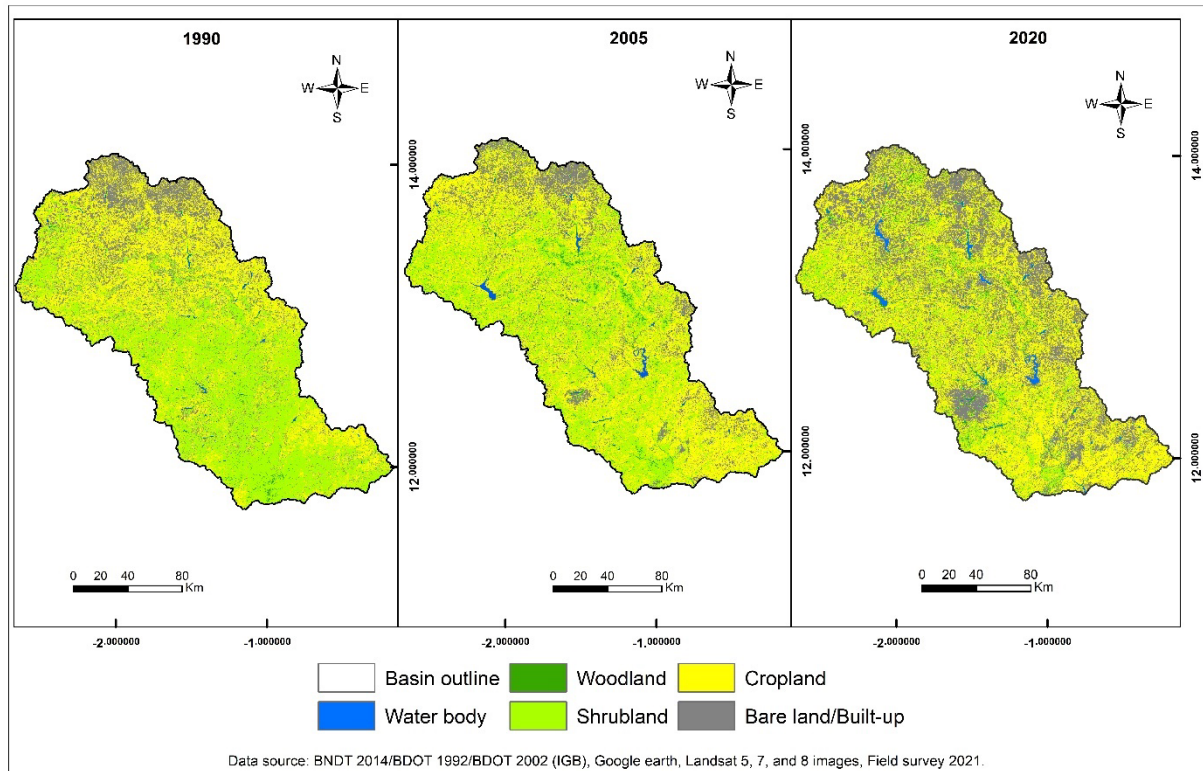 1990
2005
2020
N
W E
S
N
W E
S
N
W E
S
14.000000
14.000000
14.000000
12.000000
12.000000
12.000000
0 20 40 80
Km
0 20 40 80
Km
0 20 40 80
Km
-2.000000 -1.000000
-2.000000 -1.000000
-2.000000 -1.000000
Basin outline Woodland Cropland
Water body Shrubland Bare land/Built-up
Data source: BNDT 2014/BDOT 1992/BDOT 2002 (IGB), Google earth, Landsat 5, 7, and 8 images, Field survey 2021.